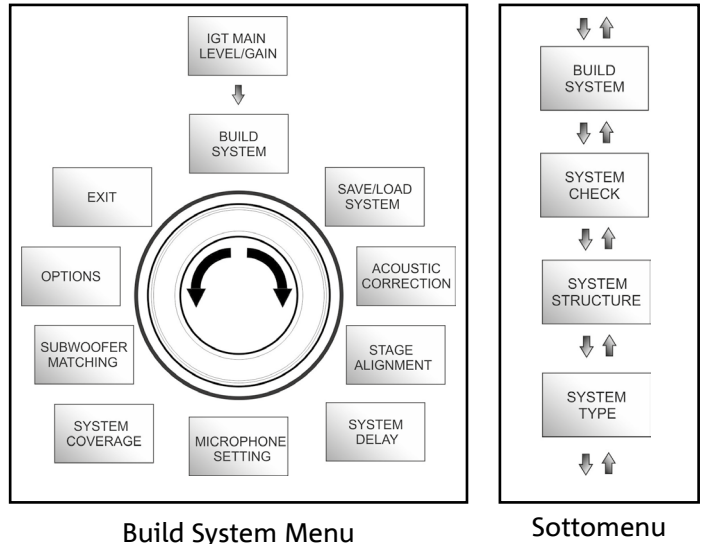 IGT MAIN
LEVEL/GAIN
BUILD
SYSTEM
SAVE/LOAD
SYSTEM
ACOUSTIC
CORRECTION
STAGE
ALIGNMENT
SYSTEM
DELAY
MICROPHONE
SETTING
SYSTEM
COVERAGE
SUBWOOFER
MATCHING
OPTIONS
EXIT
Build System Menu
BUILD
SYSTEM
SYSTEM
CHECK
SYSTEM
STRUCTURE
SYSTEM
TYPE
Sottomenu